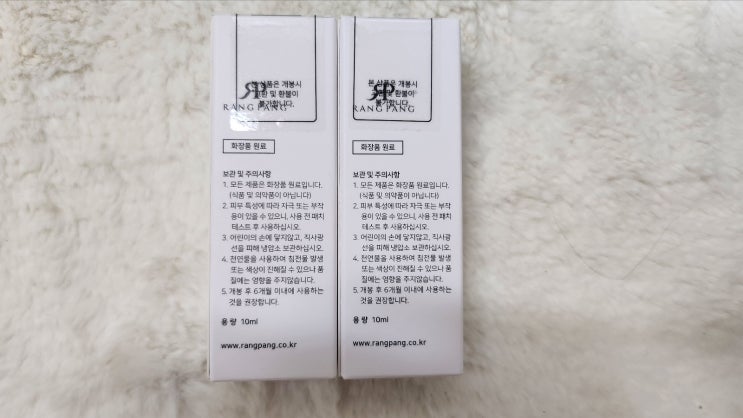 본 상품은 개봉시
교환 및 환불이
불가합니다.
RP
RANG PANG
화장품 원료
보관 및 주의사항
1. 모든 제품은 화장품 원료입니다.
(식품 및 의약품이 아닙니다)
2. 피부 특성에 따라 자극 또는 부작
용이 있을 수 있으니, 사용 전 패치
테스트 후 사용하십시오.
3. 어린이의 손에 닿지않고, 직사광
선을 피해 냉암소 보관하십시오.
4. 천연물을 사용하여 침전물 발생
또는 색상이 진해질 수 있으나 품
질에는 영향을 주지않습니다.
5. 개봉 후 6개월 이내에 사용하는
것을 권장합니다.
용 량 10ml
www.rangpang.co.kr
본 상품은 개봉시
교환 및 환불이
불가합니다.
RP
RANG PANG
화장품 원료
보관 및 주의사항
1. 모든 제품은 화장품 원료입니다.
(식품 및 의약품이 아닙니다)
2. 피부 특성에 따라 자극 또는 부작
용이 있을 수 있으니, 사용 전 패치
테스트 후 사용하십시오.
3. 어린이의 손에 닿지않고, 직사광
선을 피해 냉암소 보관하십시오.
4. 천연물을 사용하여 침전물 발생
또는 색상이 진해질 수 있으나 품
질에는 영향을 주지않습니다.
5. 개봉 후 6개월 이내에 사용하는
것을 권장합니다.
용 량 10ml
www.rangpang.co.kr